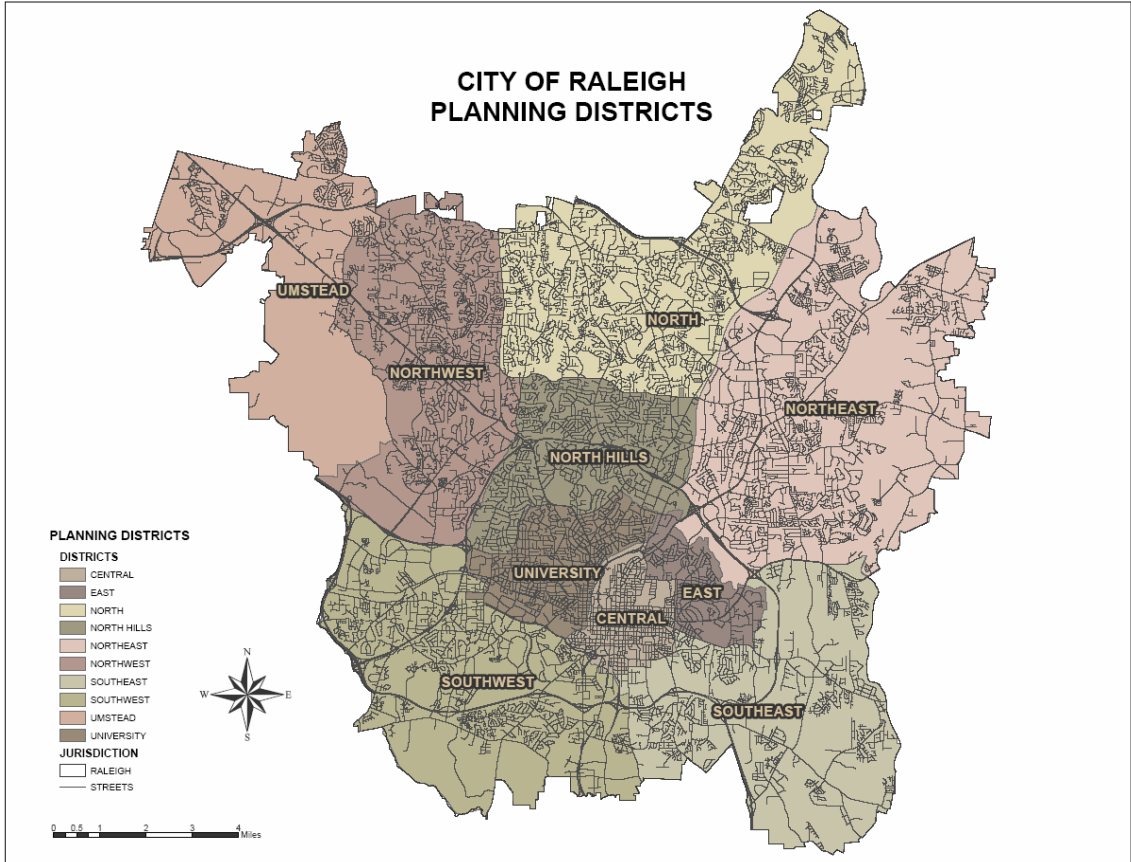 CITY OF RALEIGH
PLANNING DISTRICTS
UMSTEAD
NORTH
NORTHWEST
NORTHEAST
NORTH HILLS
UNIVERSITY
EAST
CENTRAL
SOUTHWEST
SOUTHEAST
PLANNING DISTRICTS
DISTRICTS
CENTRAL
EAST
NORTH
NORTH HILLS
NORTHEAST
NORTHWEST
SOUTHEAST
SOUTHWEST
UMSTEAD
UNIVERSITY
JURISDICTION
RALEIGH
STREETS
N
W E
S
0 0.5 1 2 3 4
Miles